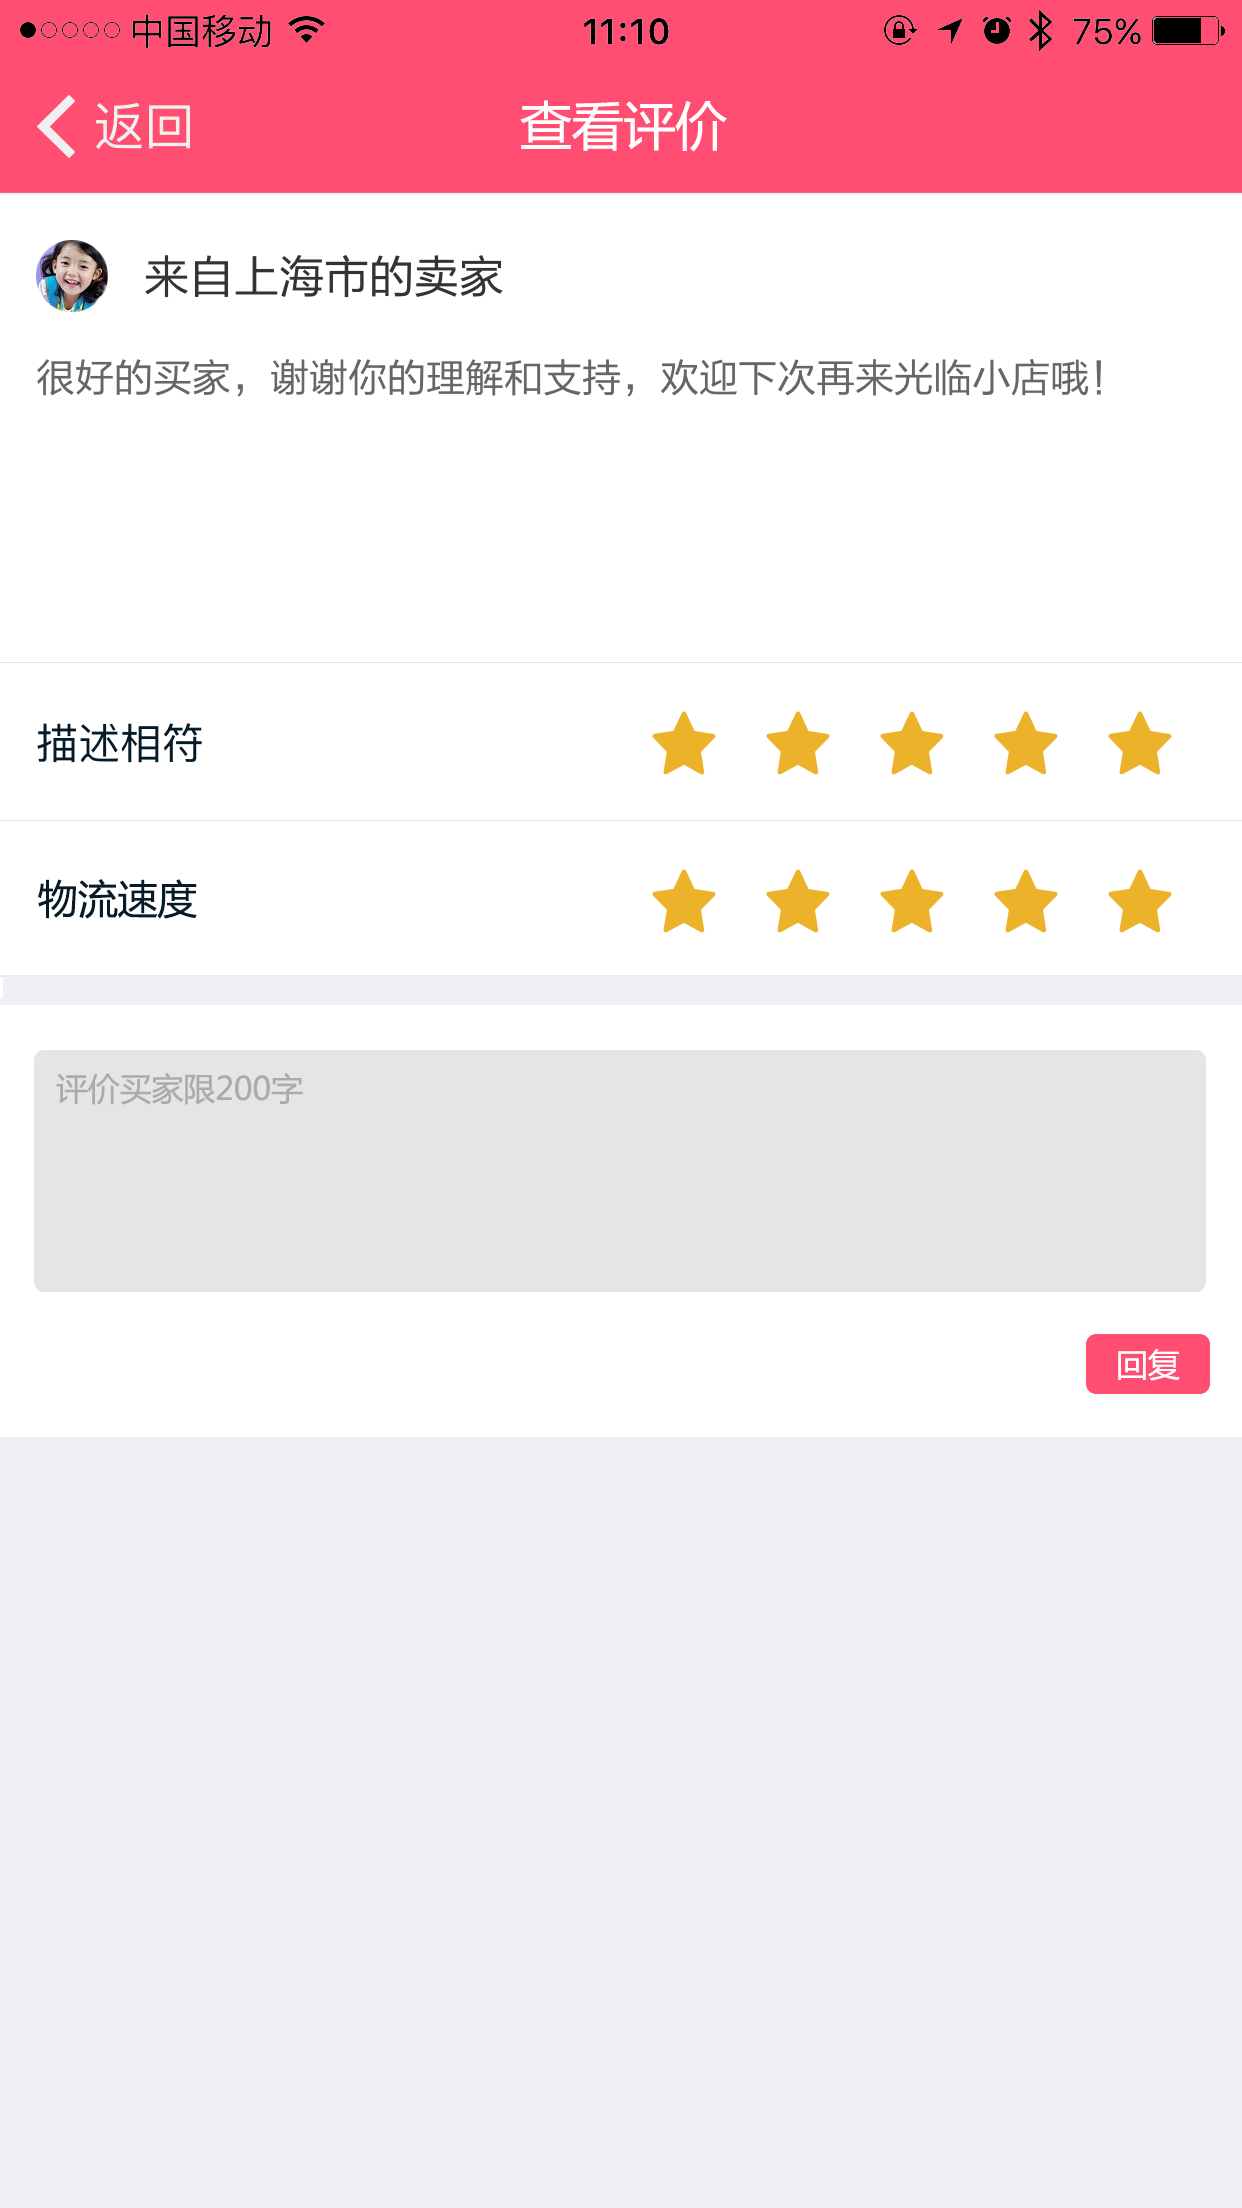 中国移动 11:10 75%
返回 查看评价
来自上海市的卖家
很好的买家，谢谢你的理解和支持，欢迎下次再来光临小店哦！
描述相符
物流速度
评价买家限200字
回复